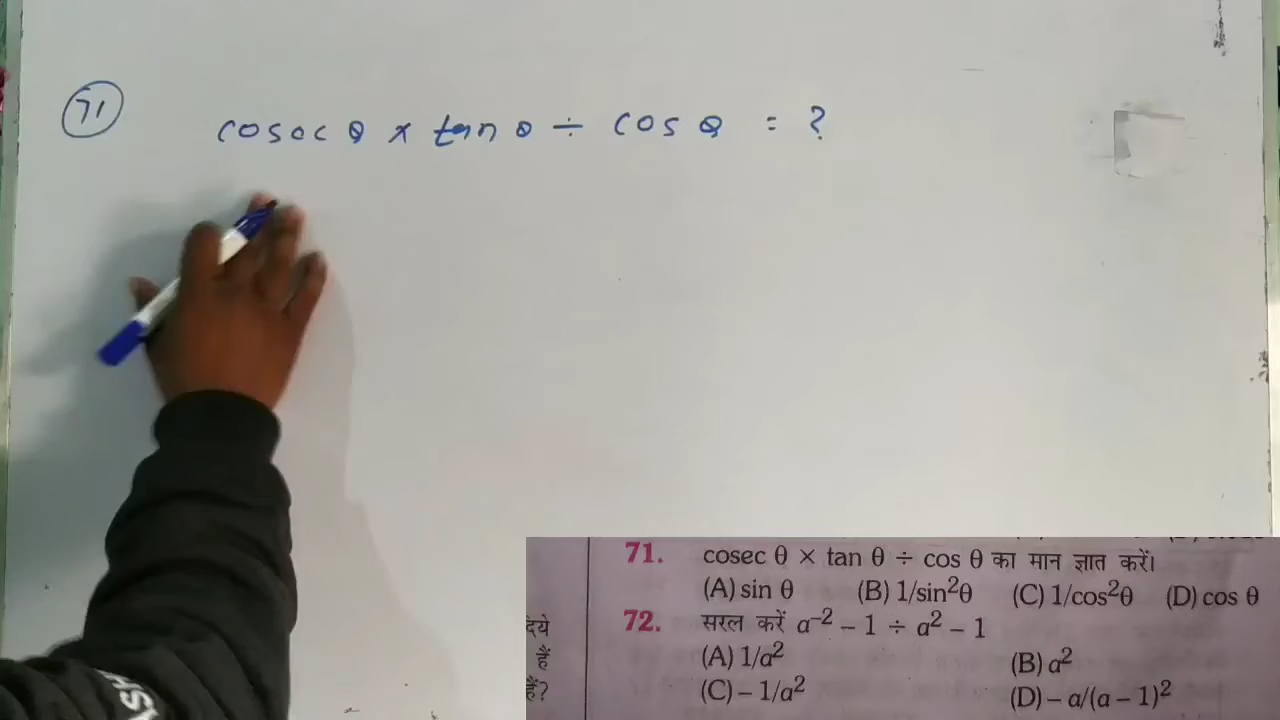 71
cosec θ × tan θ ÷ cos θ = ?
71. cosec θ × tan θ ÷ cos θ का मान ज्ञात करें।
(A) sin θ (B) 1/sin²θ (C) 1/cos²θ (D) cos θ
72. सरल करें a⁻² – 1 ÷ a² – 1
(A) 1/a² (B) a²
(C) – 1/a² (D) – a/(a – 1)²
दिये
हैं
हैं?